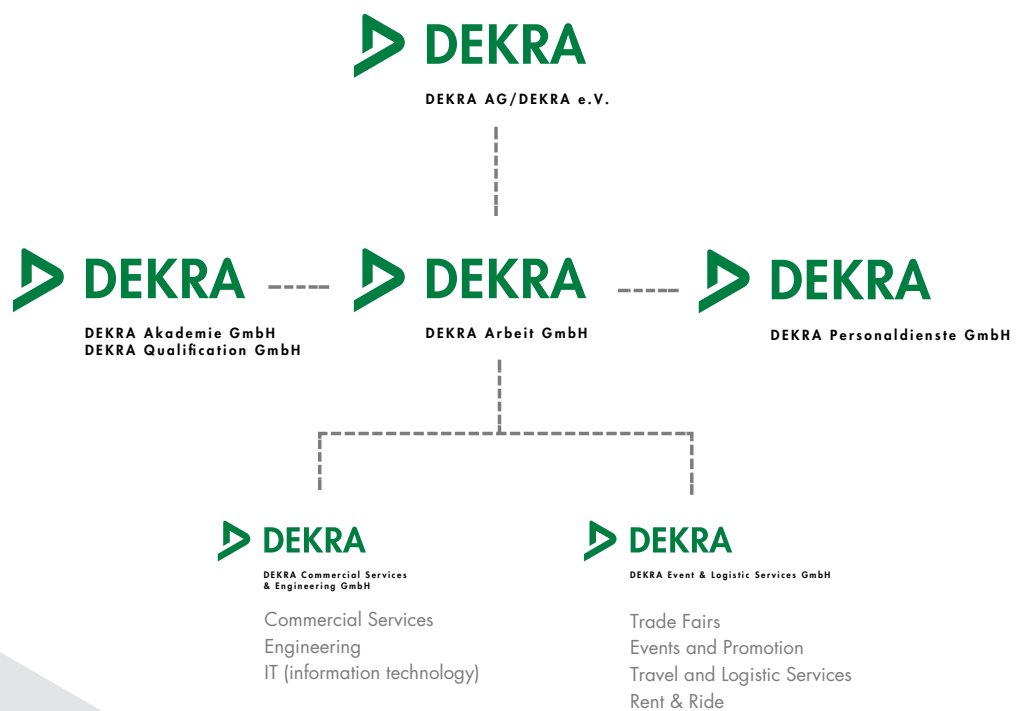 DEKRA
DEKRA AG/DEKRA e.V.
DEKRA
DEKRA Akademie GmbH
DEKRA Qualification GmbH
DEKRA
DEKRA Arbeit GmbH
DEKRA
DEKRA Personaldienste GmbH
DEKRA
DEKRA Commercial Services
& Engineering GmbH
Commercial Services
Engineering
IT (information technology)
DEKRA
DEKRA Event & Logistic Services GmbH
Trade Fairs
Events and Promotion
Travel and Logistic Services
Rent & Ride